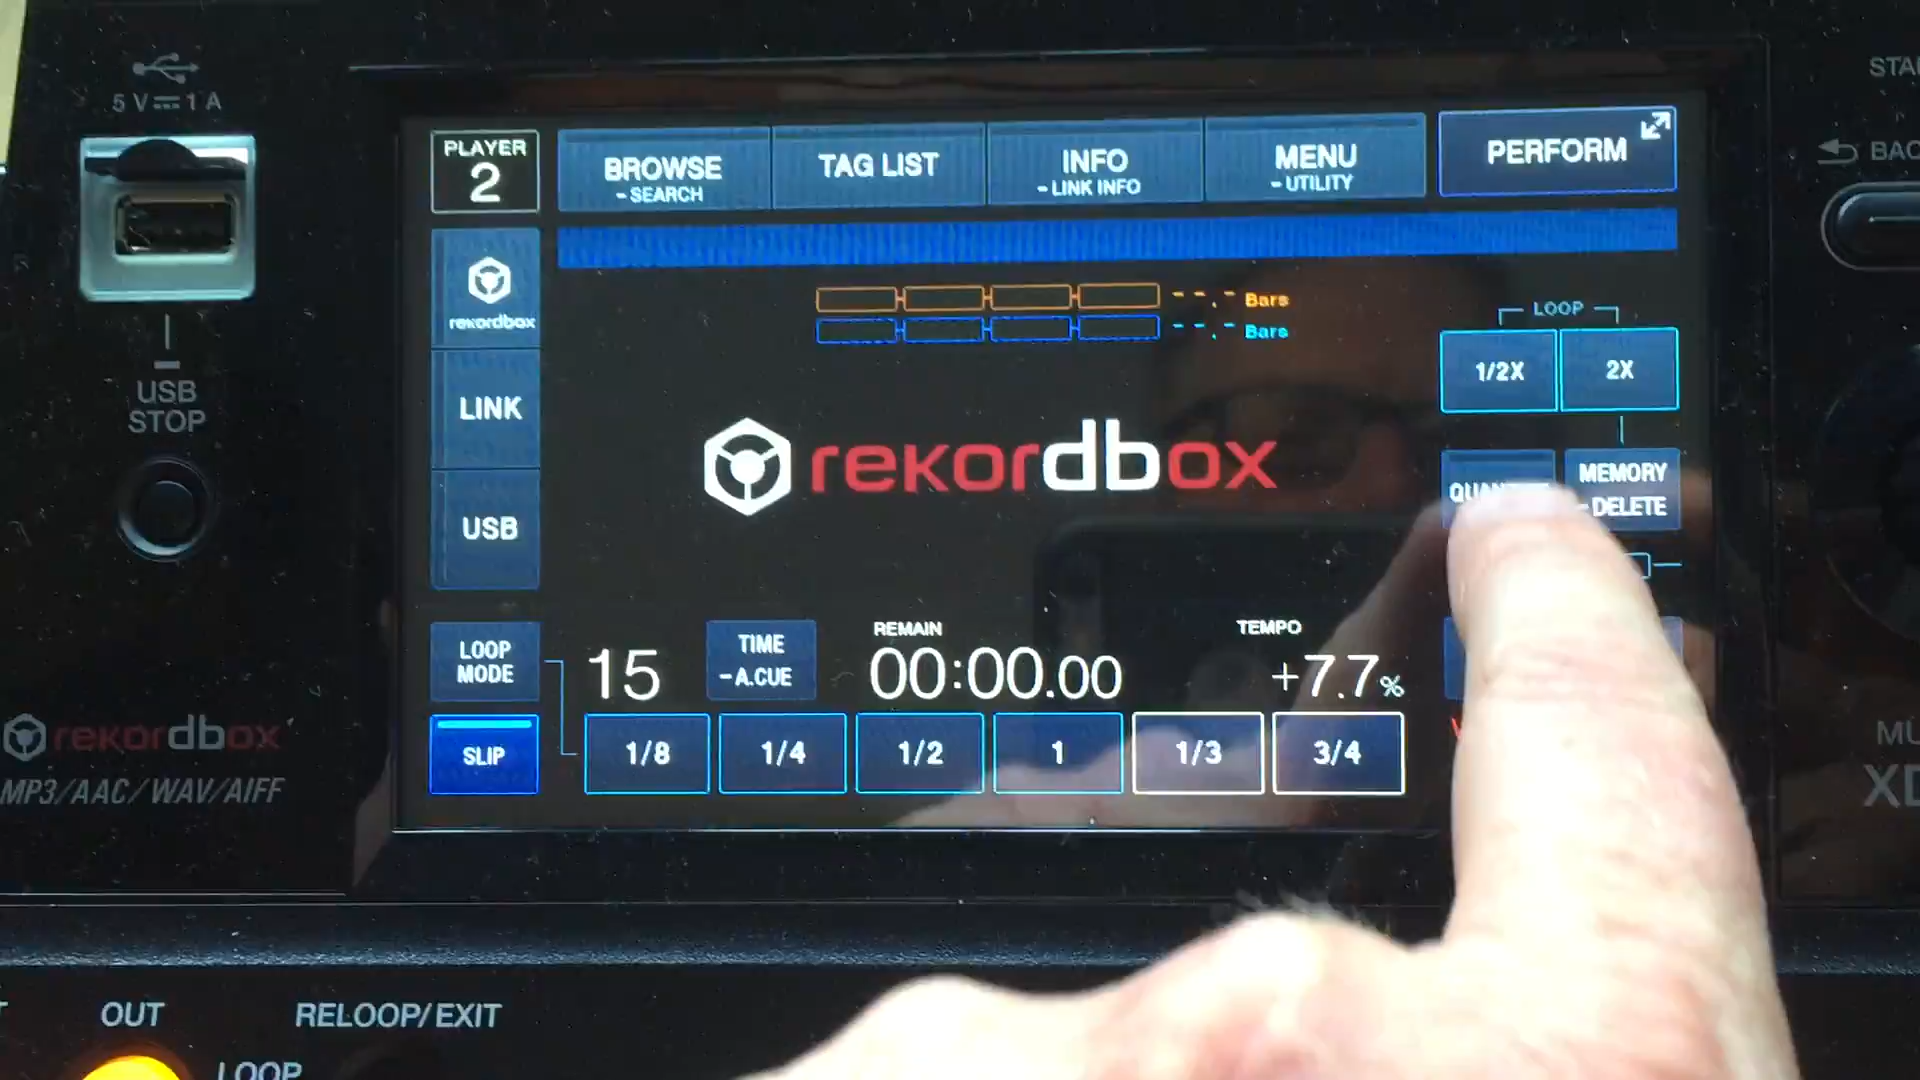 5 V 1 A
USB
STOP
rekordbox
MP3/AAC/WAV/AIFF
OUT
RELOOP/EXIT
LOOP
PLAYER
2
BROWSE
-SEARCH
TAG LIST
INFO
-LINK INFO
MENU
-UTILITY
PERFORM
rekordbox
LINK
USB
--.- Bars
--.- Bars
rekordbox
LOOP
1/2X
2X
MEMORY
-DELETE
LOOP
MODE
15
TIME
-A.CUE
REMAIN
00:00.00
TEMPO
+7.7%
SLIP
1/8
1/4
1/2
1
1/3
3/4